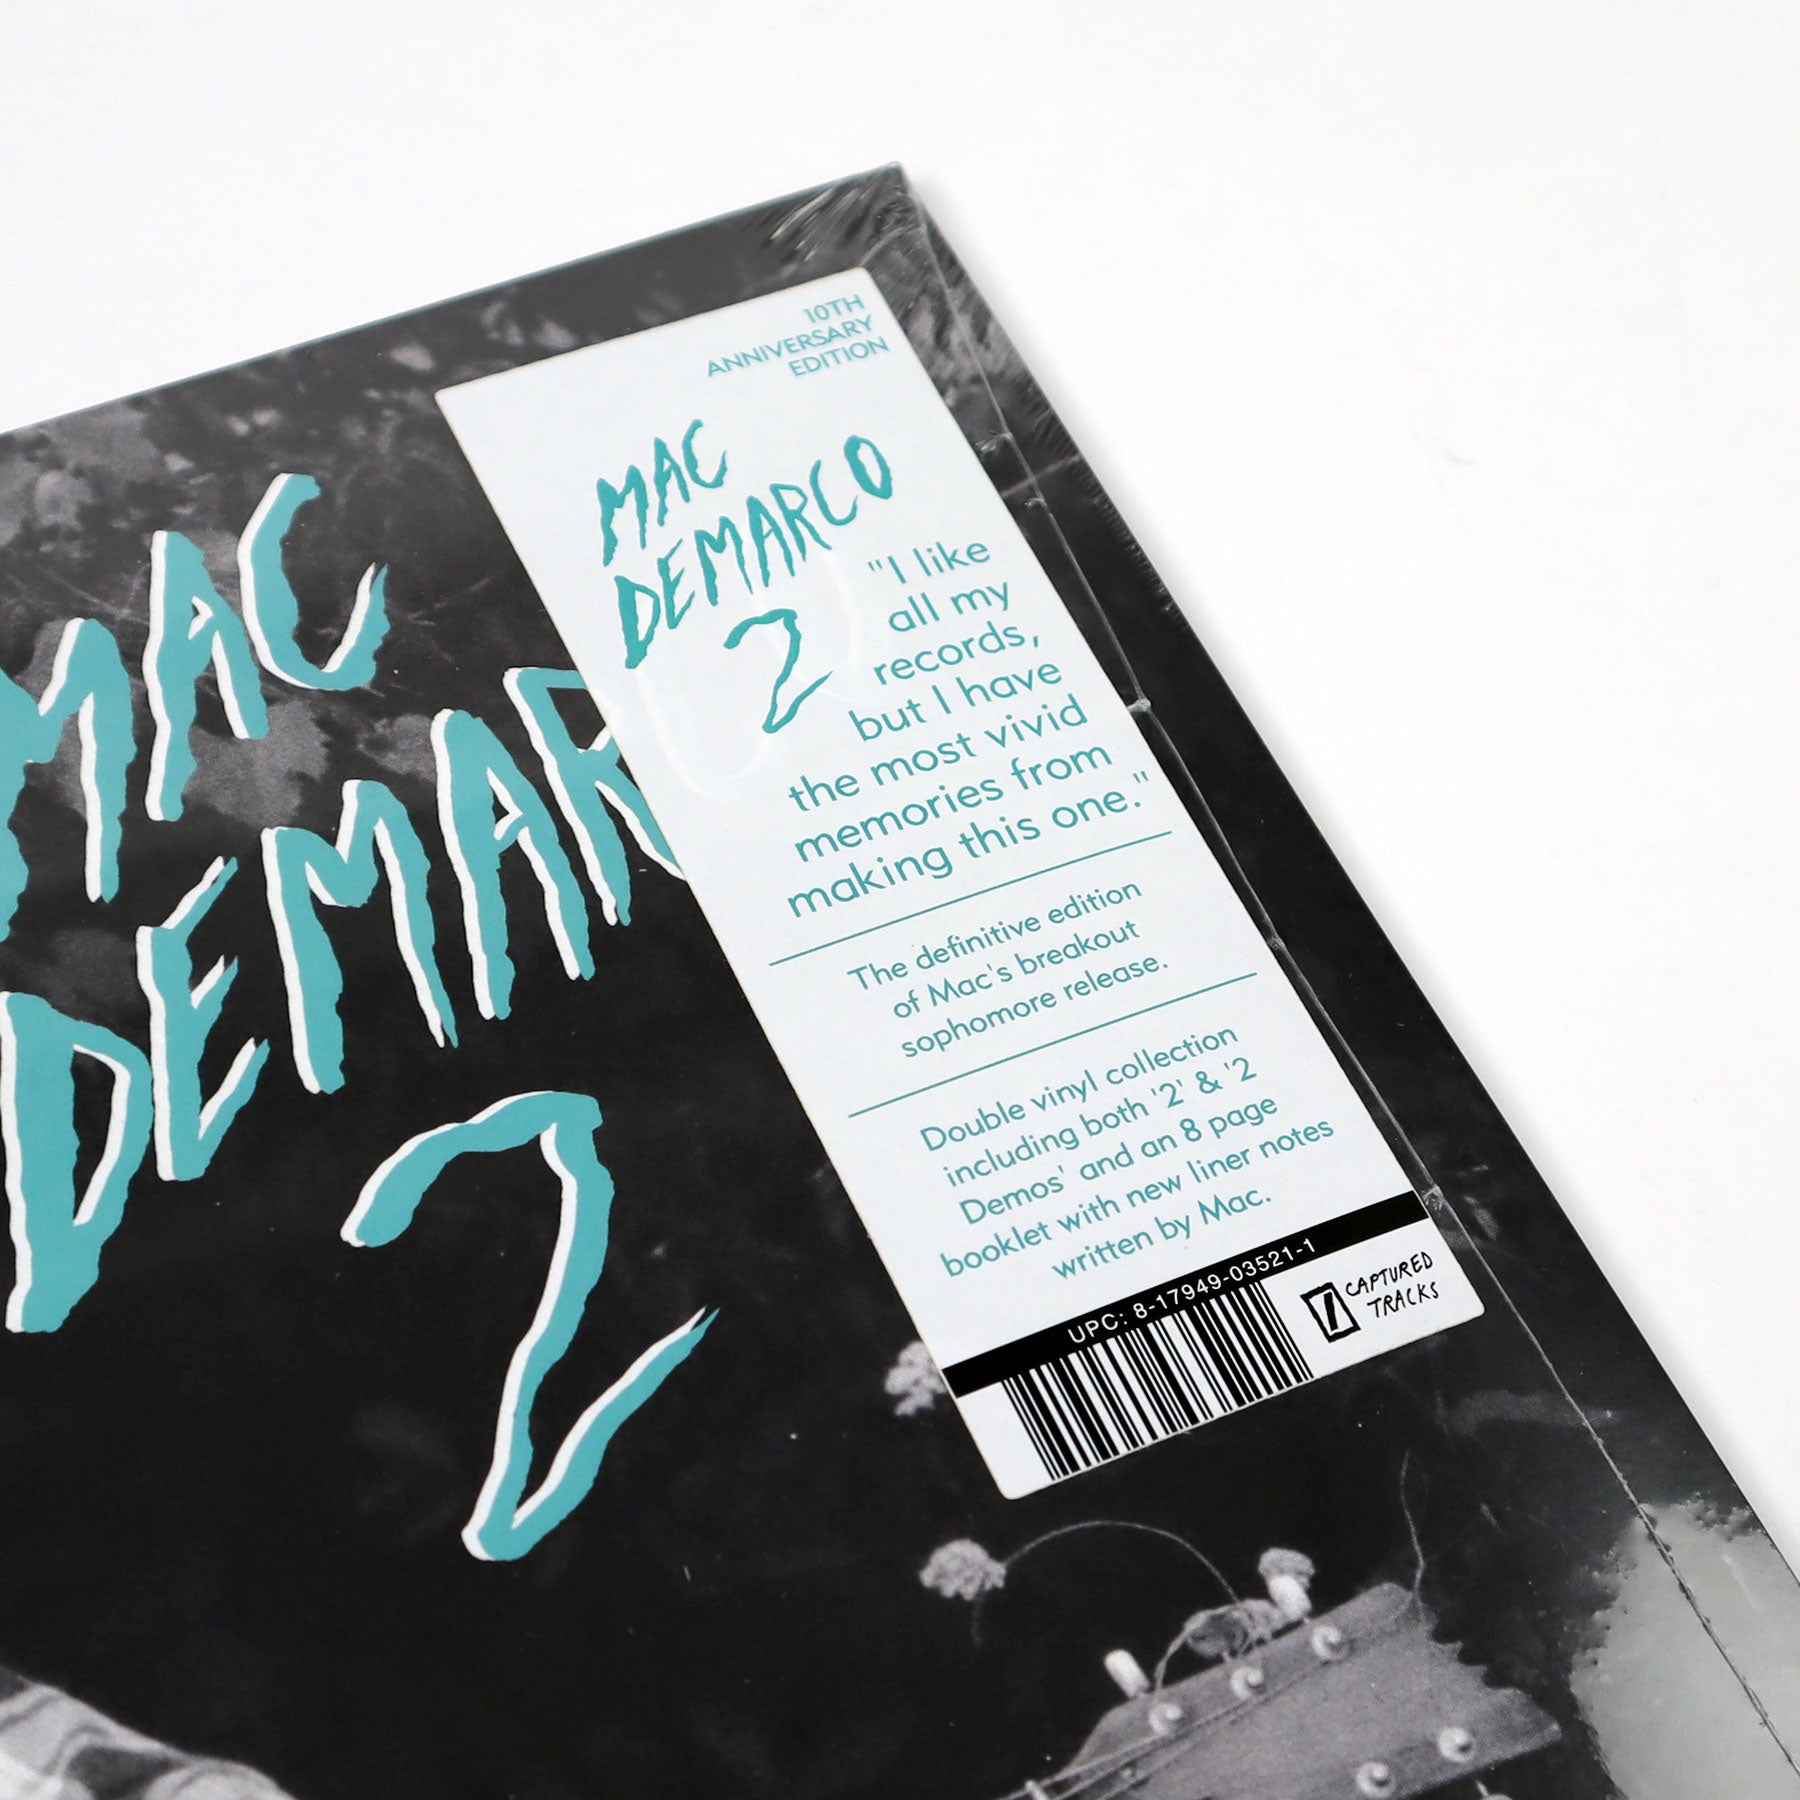 MAC
DEMAR
2
10TH
ANNIVERSARY
EDITION
MAC
DEMARCO
2
"I like
all my
records,
but I have
the most vivid
memories from
making this one."
The definitive edition
of Mac's breakout
sophomore release.
Double vinyl collection
including both '2' & '2
Demos' and an 8 page
booklet with new liner notes
written by Mac.
UPC: 8-17949-03521-1
CAPTURED
TRACKS